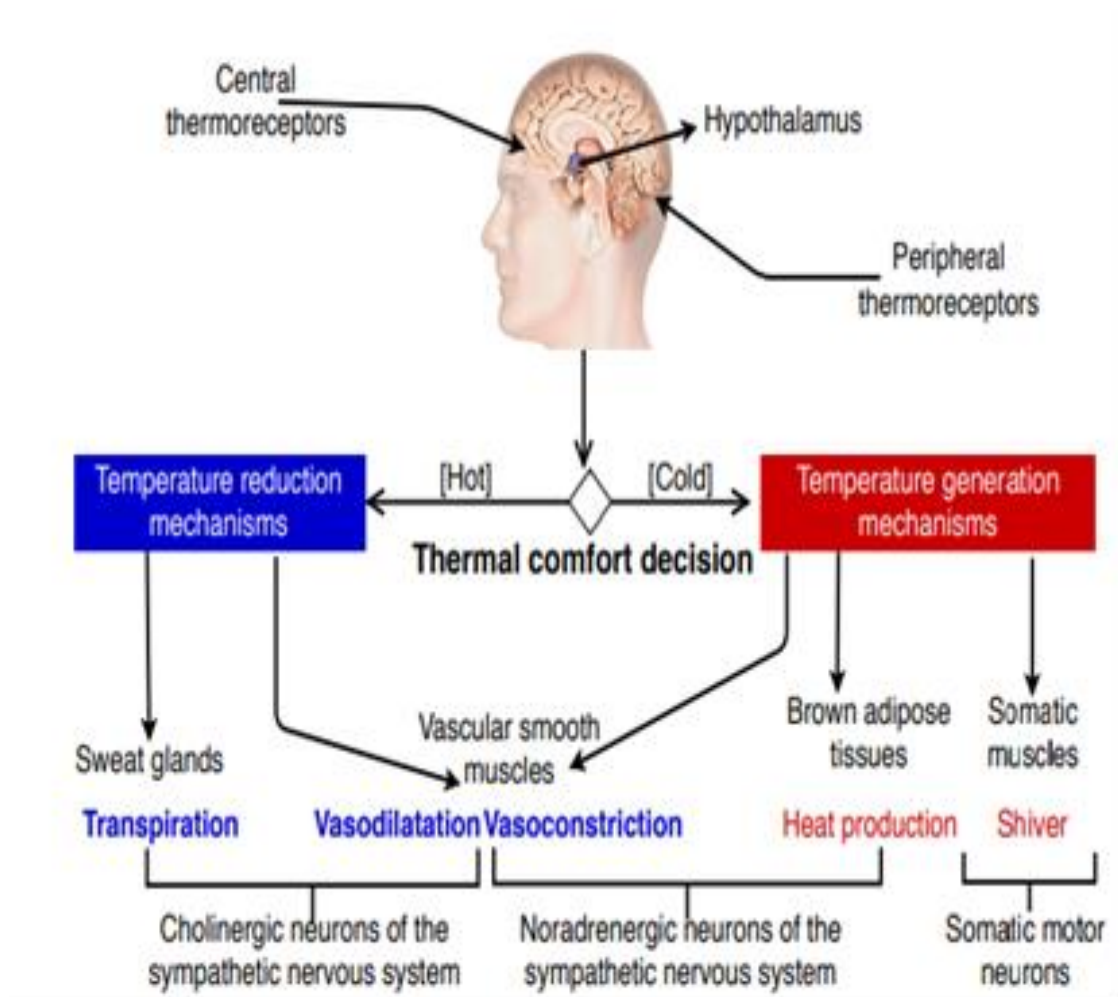 Central
thermoreceptors
Hypothalamus
Peripheral
thermoreceptors
Temperature reduction
mechanisms
[Hot]
[Cold]
Temperature generation
mechanisms
Thermal comfort decision
Sweat glands
Vascular smooth
muscles
Brown adipose
tissues
Somatic
muscles
Transpiration
Vasodilatation
Vasoconstriction
Heat production
Shiver
Cholinergic neurons of the
sympathetic nervous system
Noradrenergic neurons of the
sympathetic nervous system
Somatic motor
neurons